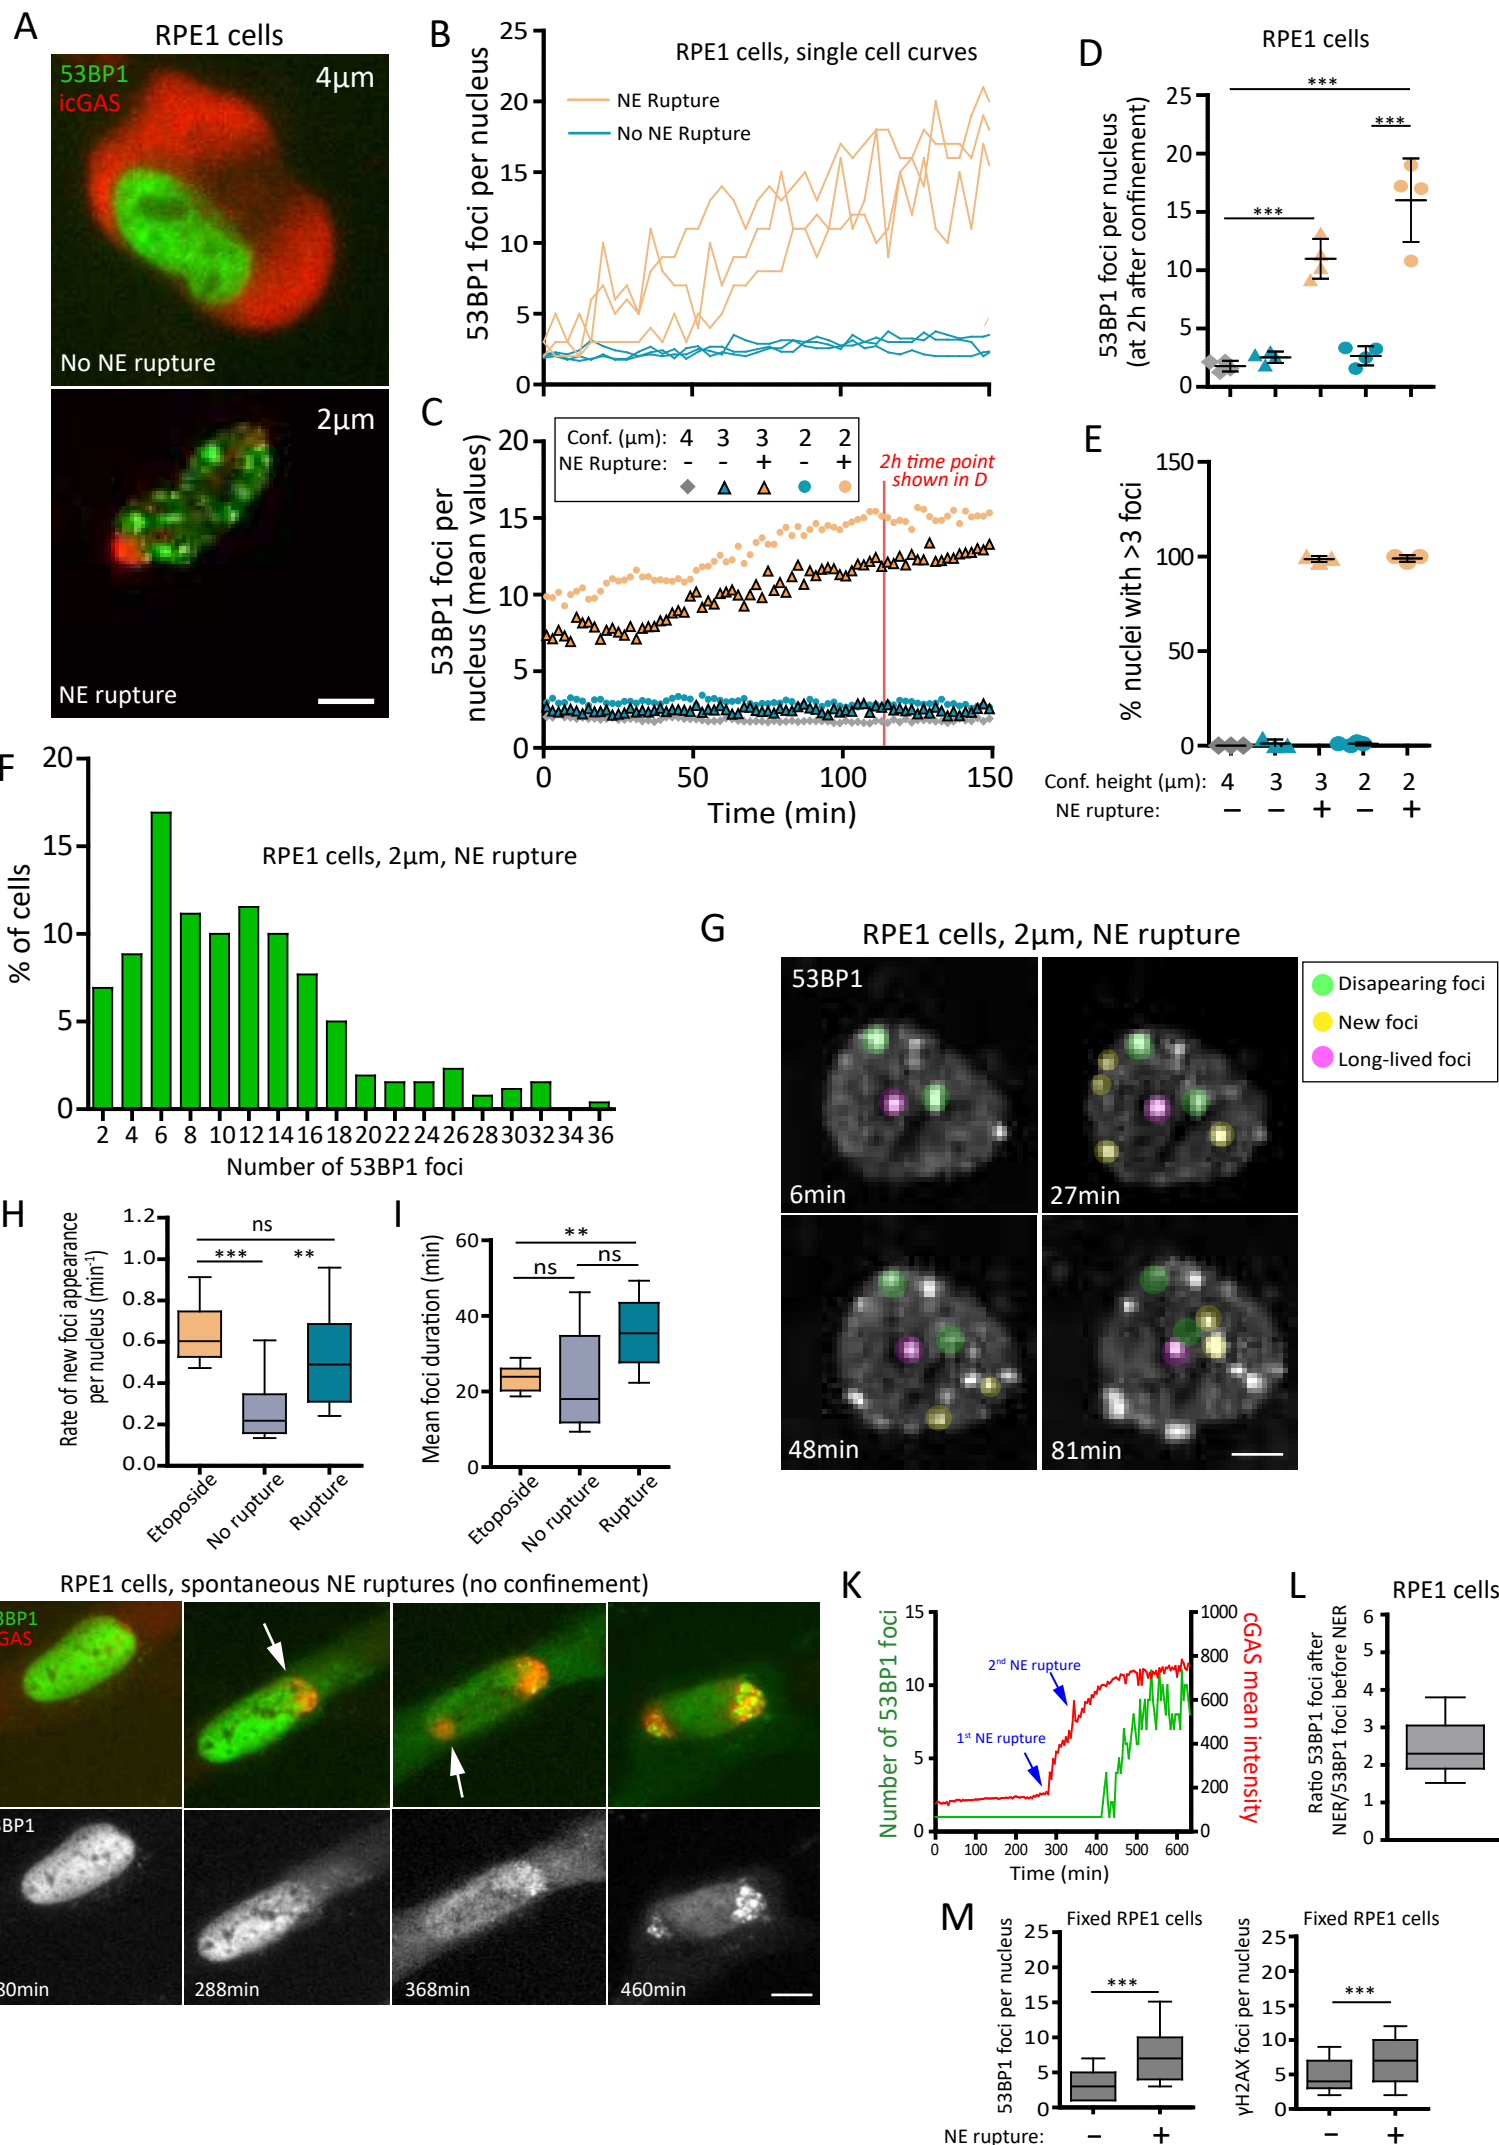 A
RPE1 cells
53BP1
icGAS
4µm
No NE rupture
2µm
NE rupture
B
RPE1 cells, single cell curves
NE Rupture
No NE Rupture
53BP1 foci per nucleus
25
20
15
10
5
0
C
Conf. (µm): 4 3 3 2 2
NE Rupture: - - + - +
2h time point
shown in D
53BP1 foci per
nucleus (mean values)
20
15
10
5
0
0 50 100 150
Time (min)
D
RPE1 cells
***
***
***
53BP1 foci per nucleus
(at 2h after confinement)
25
20
15
10
5
0
E
% nuclei with >3 foci
150
100
50
0
Conf. height (µm): 4 3 3 2 2
NE rupture: – – + – +
F
RPE1 cells, 2µm, NE rupture
% of cells
20
15
10
5
0
2 4 6 8 10 12 14 16 18 20 22 24 26 28 30 32 34 36
Number of 53BP1 foci
G
RPE1 cells, 2µm, NE rupture
53BP1
6min
27min
48min
81min
Disapearing foci
New foci
Long-lived foci
H
Rate of new foci appearance
per nucleus (min-1)
1.2
1.0
0.8
0.6
0.4
0.2
0.0
ns
*** **
Etoposide
No rupture
Rupture
I
Mean foci duration (min)
60
40
20
0
**
ns ns
Etoposide
No rupture
Rupture
RPE1 cells, spontaneous NE ruptures (no confinement)
3BP1
GAS
BP1
80min
288min
368min
460min
K
Number of 53BP1 foci
15
10
5
0
cGAS mean intensity
1000
800
600
400
200
0
2nd NE rupture
1st NE rupture
0 100 200 300 400 500 600
Time (min)
L
RPE1 cells
Ratio 53BP1 foci after
NER/53BP1 foci before NER
6
5
4
3
2
1
0
M
Fixed RPE1 cells
53BP1 foci per nucleus
25
20
15
10
5
0
***
Fixed RPE1 cells
γH2AX foci per nucleus
25
20
15
10
5
0
***
NE rupture: – + – +